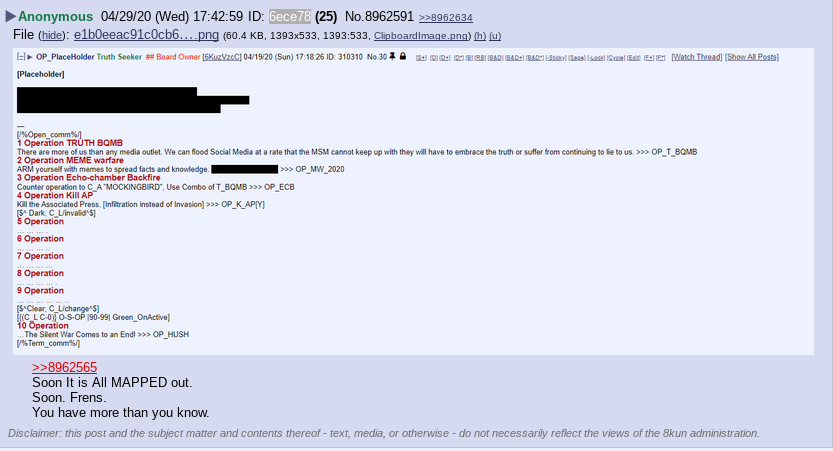 ▶Anonymous 04/29/20 (Wed) 17:42:59 ID: 6ece78 (25) No.8962591 >>8962634
File (hide): e1b0eeac91c0cb6….png (60.4 KB, 1393x533, 1393:533, ClipboardImage.png) (h) (u)
[–] ▶ OP_PlaceHolder Truth Seeker ## Board Owner [6KuzVzcC] 04/19/20 (Sun) 17:18:26 ID: 310310 No.30 [S+] [D] [D+] [D*] [B] [RB] [B&D] [B&D+] [B&D*] [-Sticky] [Sage] [-Lock] [Cycle] [Edit] [F+] [F*] [Watch Thread] [Show All Posts]
[Placeholder]
—
[/%Open_comm%/]
1 Operation TRUTH BQMB
There are more of us than any media outlet. We can flood Social Media at a rate that the MSM cannot keep up with they will have to embrace the truth or suffer from continuing to lie to us. >>> OP_T_BQMB
2 Operation MEME warfare
ARM yourself with memes to spread facts and knowledge. >>> OP_MW_2020
3 Operation Echo-chamber Backfire
Counter operation to C_A "MOCKINGBIRD", Use Combo of T_BQMB >>> OP_ECB
4 Operation Kill AP
Kill the Associated Press, [Infiltration instead of Invasion] >>> OP_K_AP[Y]
[$^ Dark; C_L/invalid^$]
5 Operation
... ... ... .
6 Operation
... ... ... ..
7 Operation
... ... ... ...
8 Operation
... ... ... ... .
9 Operation
... ... ... ... ... ..
[$^Clear; C_L/change^$]
[{(C_L C-0)} O-S-OP |90-99| Green_OnActive]
10 Operation
…The Silent War Comes to an End! >>> OP_HUSH
[/%Term_comm%/]
>>8962565
Soon It is All MAPPED out.
Soon. Frens.
You have more than you know.
Disclaimer: this post and the subject matter and contents thereof - text, media, or otherwise - do not necessarily reflect the views of the 8kun administration.